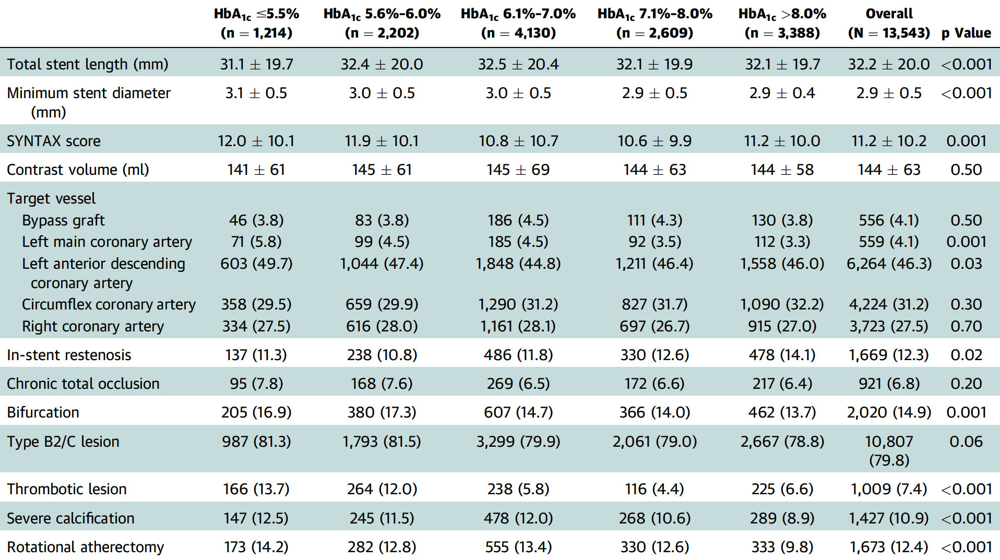 HbA1c ≤5.5% HbA1c 5.6%–6.0% HbA1c 6.1%–7.0% HbA1c 7.1%–8.0% HbA1c >8.0% Overall
(n = 1,214) (n = 2,202) (n = 4,130) (n = 2,609) (n = 3,388) (N = 13,543) p Value
Total stent length (mm) 31.1 ± 19.7 32.4 ± 20.0 32.5 ± 20.4 32.1 ± 19.9 32.1 ± 19.7 32.2 ± 20.0 <0.001
Minimum stent diameter 3.1 ± 0.5 3.0 ± 0.5 3.0 ± 0.5 2.9 ± 0.5 2.9 ± 0.4 2.9 ± 0.5 <0.001
(mm)
SYNTAX score 12.0 ± 10.1 11.9 ± 10.1 10.8 ± 10.7 10.6 ± 9.9 11.2 ± 10.0 11.2 ± 10.2 0.001
Contrast volume (ml) 141 ± 61 145 ± 61 145 ± 69 144 ± 63 144 ± 58 144 ± 63 0.50
Target vessel
Bypass graft 46 (3.8) 83 (3.8) 186 (4.5) 111 (4.3) 130 (3.8) 556 (4.1) 0.50
Left main coronary artery 71 (5.8) 99 (4.5) 185 (4.5) 92 (3.5) 112 (3.3) 559 (4.1) 0.001
Left anterior descending 603 (49.7) 1,044 (47.4) 1,848 (44.8) 1,211 (46.4) 1,558 (46.0) 6,264 (46.3) 0.03
coronary artery
Circumflex coronary artery 358 (29.5) 659 (29.9) 1,290 (31.2) 827 (31.7) 1,090 (32.2) 4,224 (31.2) 0.30
Right coronary artery 334 (27.5) 616 (28.0) 1,161 (28.1) 697 (26.7) 915 (27.0) 3,723 (27.5) 0.70
In-stent restenosis 137 (11.3) 238 (10.8) 486 (11.8) 330 (12.6) 478 (14.1) 1,669 (12.3) 0.02
Chronic total occlusion 95 (7.8) 168 (7.6) 269 (6.5) 172 (6.6) 217 (6.4) 921 (6.8) 0.20
Bifurcation 205 (16.9) 380 (17.3) 607 (14.7) 366 (14.0) 462 (13.7) 2,020 (14.9) 0.001
Type B2/C lesion 987 (81.3) 1,793 (81.5) 3,299 (79.9) 2,061 (79.0) 2,667 (78.8) 10,807 0.06
(79.8)
Thrombotic lesion 166 (13.7) 264 (12.0) 238 (5.8) 116 (4.4) 225 (6.6) 1,009 (7.4) <0.001
Severe calcification 147 (12.5) 245 (11.5) 478 (12.0) 268 (10.6) 289 (8.9) 1,427 (10.9) <0.001
Rotational atherectomy 173 (14.2) 282 (12.8) 555 (13.4) 330 (12.6) 333 (9.8) 1,673 (12.4) <0.001